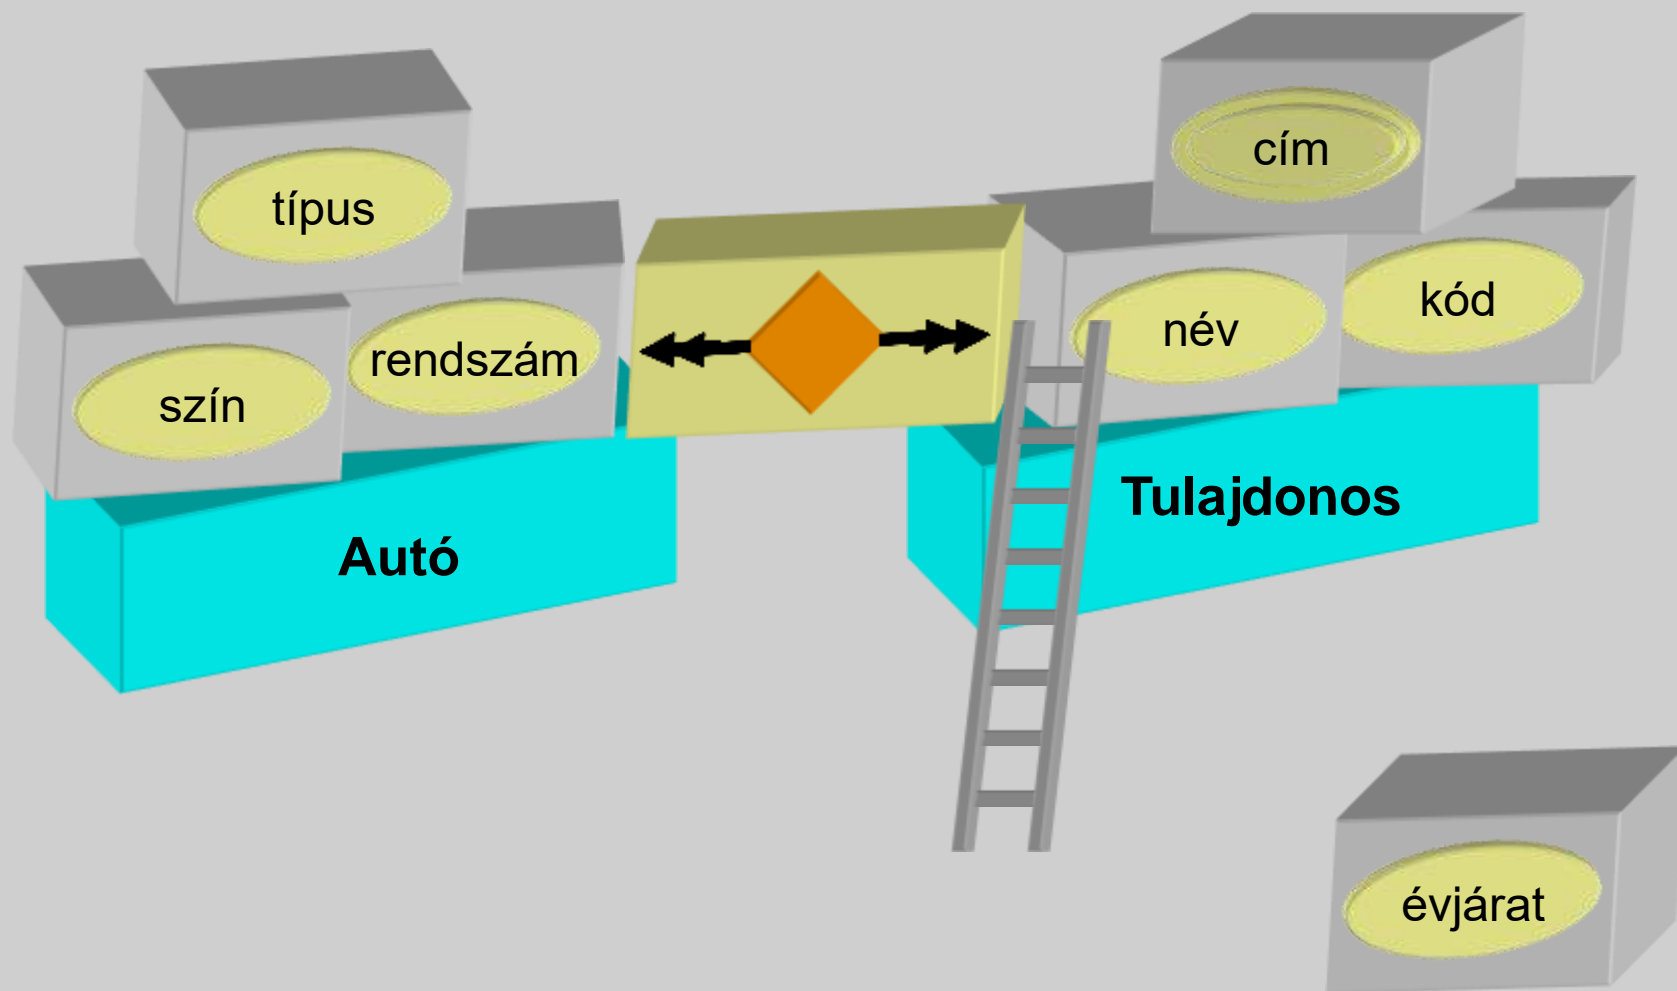 cím
típus
kód
név
rendszám
szín
Tulajdonos
Autó
évjárat